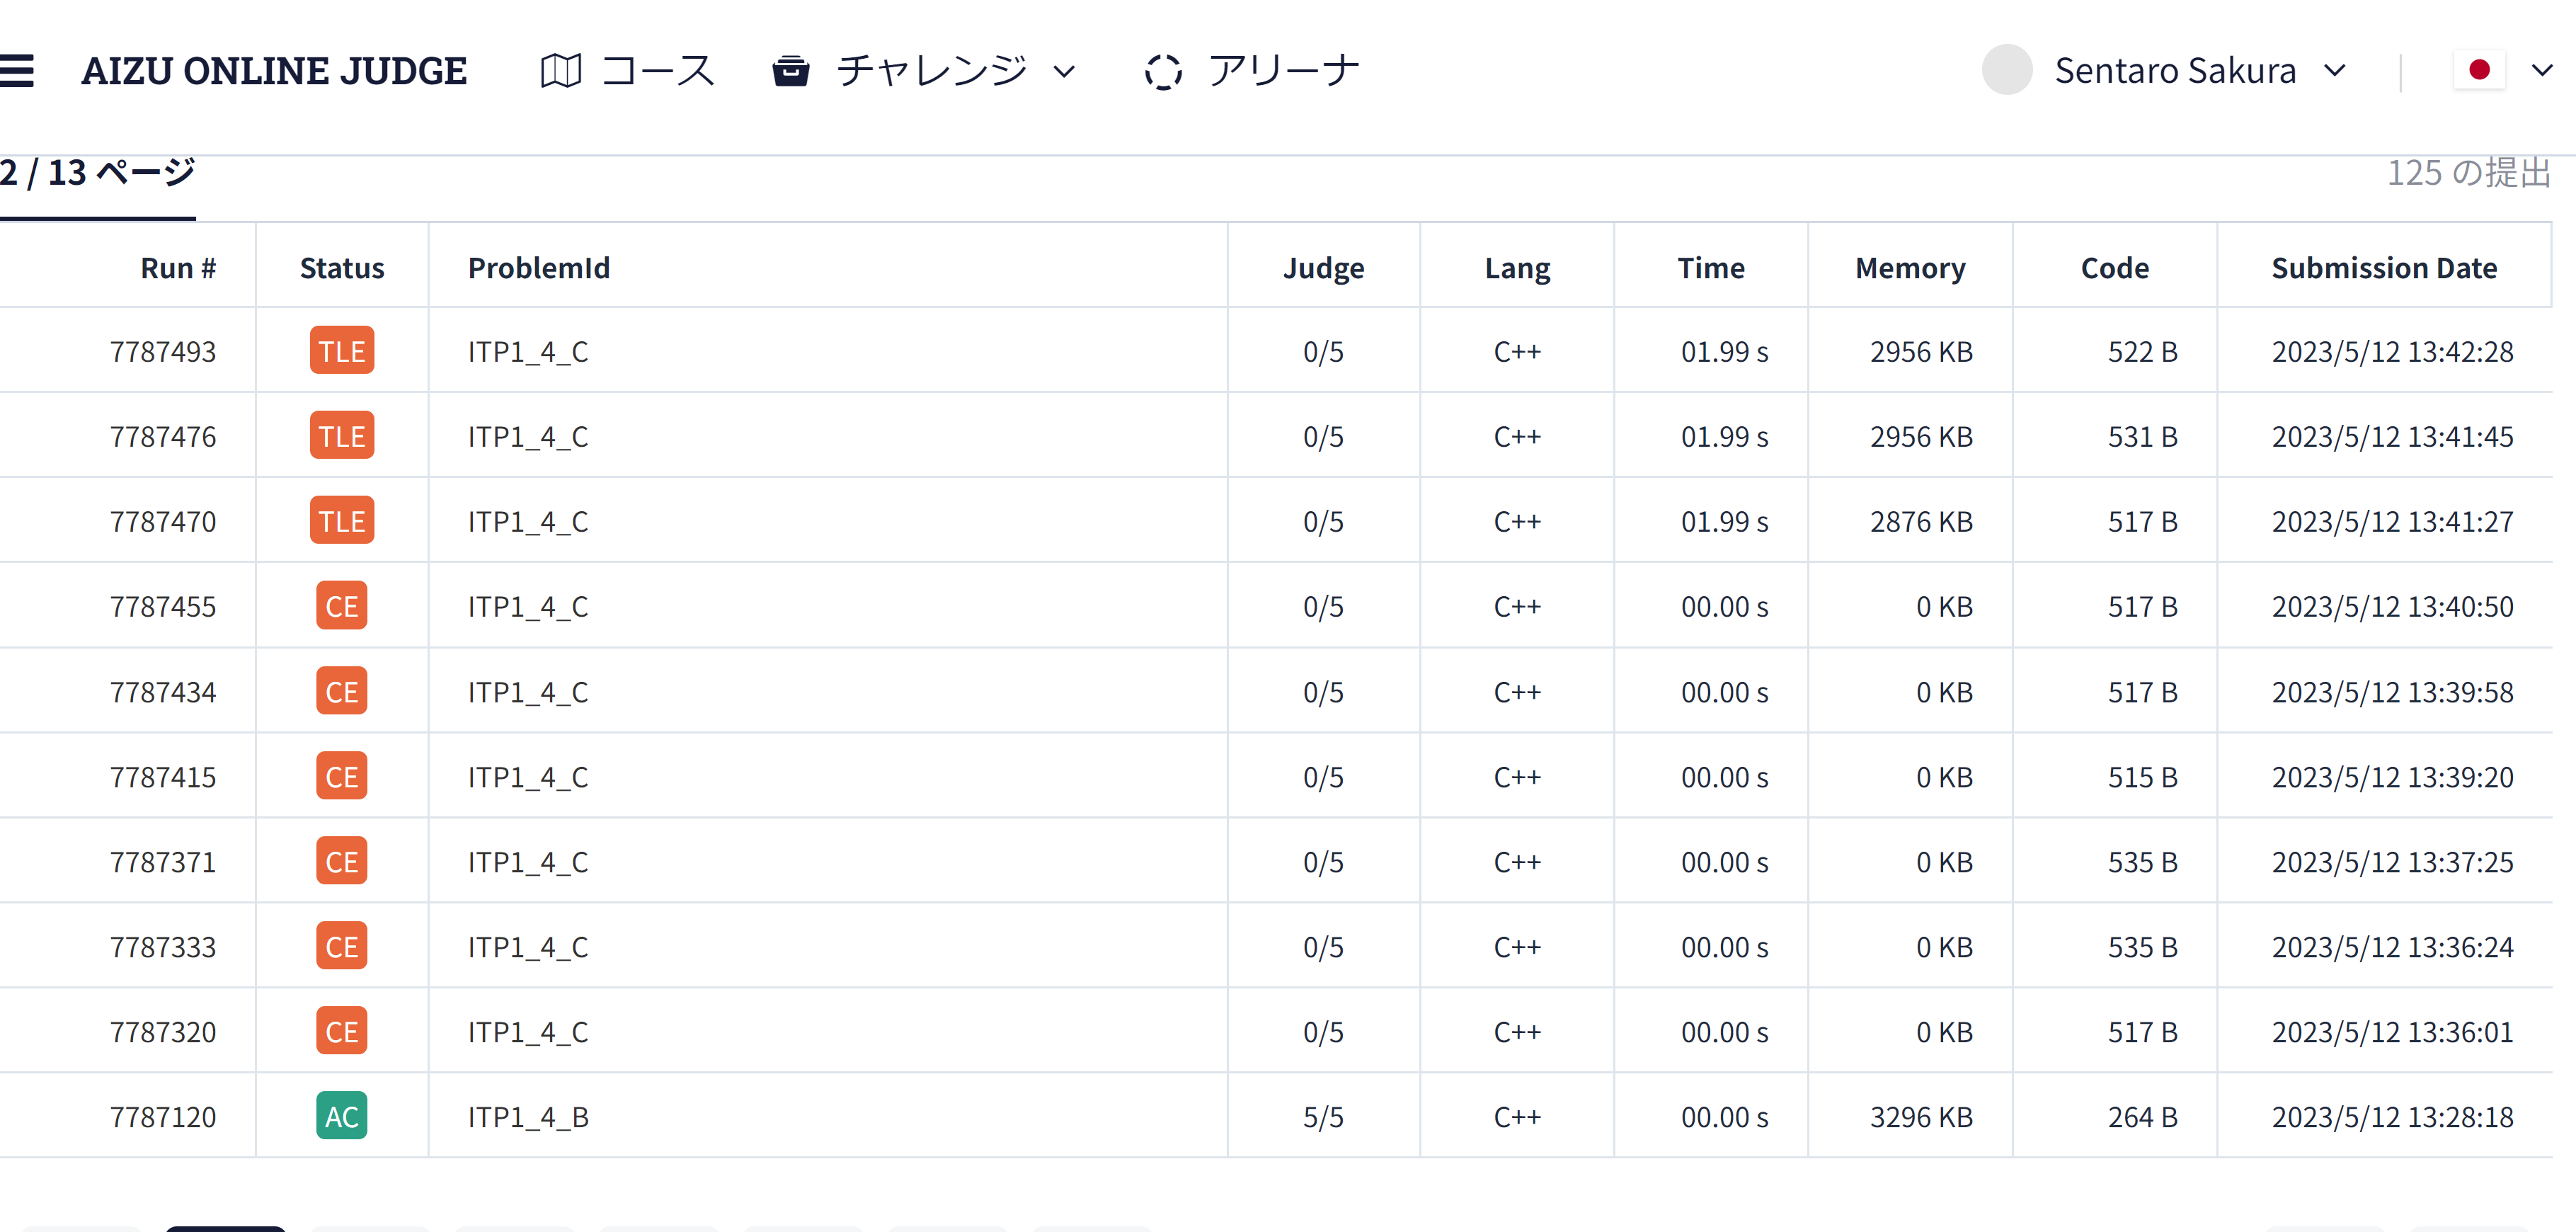 AIZU ONLINE JUDGE コース チャレンジ アリーナ Sentaro Sakura
2 / 13 ページ 125 の提出
Run # Status ProblemId Judge Lang Time Memory Code Submission Date
7787493 TLE ITP1_4_C 0/5 C++ 01.99 s 2956 KB 522 B 2023/5/12 13:42:28
7787476 TLE ITP1_4_C 0/5 C++ 01.99 s 2956 KB 531 B 2023/5/12 13:41:45
7787470 TLE ITP1_4_C 0/5 C++ 01.99 s 2876 KB 517 B 2023/5/12 13:41:27
7787455 CE ITP1_4_C 0/5 C++ 00.00 s 0 KB 517 B 2023/5/12 13:40:50
7787434 CE ITP1_4_C 0/5 C++ 00.00 s 0 KB 517 B 2023/5/12 13:39:58
7787415 CE ITP1_4_C 0/5 C++ 00.00 s 0 KB 515 B 2023/5/12 13:39:20
7787371 CE ITP1_4_C 0/5 C++ 00.00 s 0 KB 535 B 2023/5/12 13:37:25
7787333 CE ITP1_4_C 0/5 C++ 00.00 s 0 KB 535 B 2023/5/12 13:36:24
7787320 CE ITP1_4_C 0/5 C++ 00.00 s 0 KB 517 B 2023/5/12 13:36:01
7787120 AC ITP1_4_B 5/5 C++ 00.00 s 3296 KB 264 B 2023/5/12 13:28:18